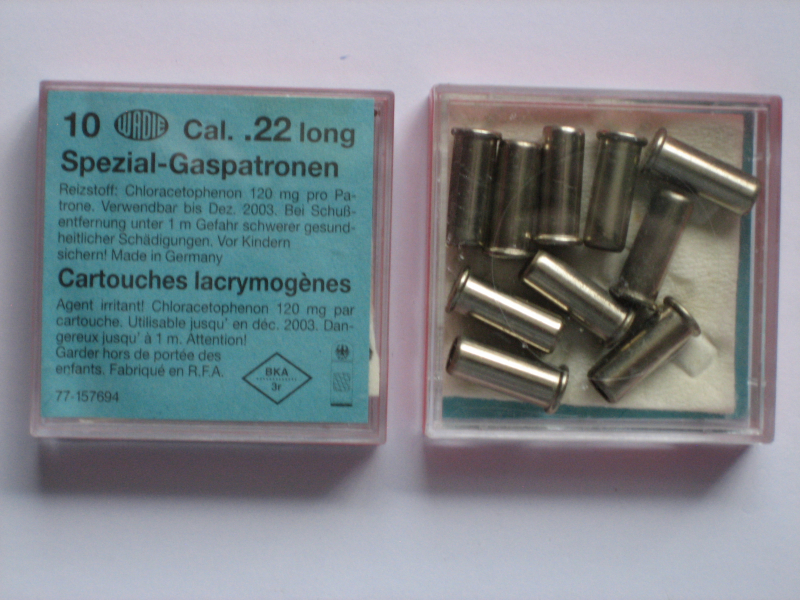 10 WADIE Cal. .22 long
Spezial-Gaspatronen
Reizstoff: Chloracetophenon 120 mg pro Pa-
trone. Verwendbar bis Dez. 2003. Bei Schuß-
entfernung unter 1 m Gefahr schwerer gesund-
heitlicher Schädigungen. Vor Kindern
sichern! Made in Germany
Cartouches lacrymogènes
Agent irritant! Chloracetophenon 120 mg par
cartouche. Utilisable jusqu' en déc. 2003. Dan-
gereux jusqu' à 1 m. Attention!
Garder hors de portée des
enfants. Fabriqué en R.F.A.
BKA
3r
77-157694